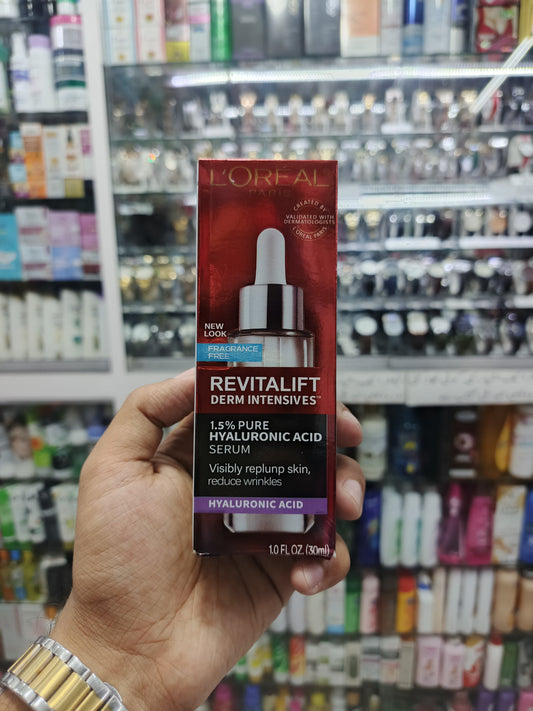 L'ORÉAL
PARIS
CREATED BY
VALIDATED WITH
DERMATOLOGISTS
L'ORÉAL PARIS
NEW
LOOK
FRAGRANCE
FREE
REVITALIFT
DERM INTENSIVES™
1.5% PURE
HYALURONIC ACID
SERUM
Visibly replump skin,
reduce wrinkles
HYALURONIC ACID
1.0 FL.OZ. (30ml)